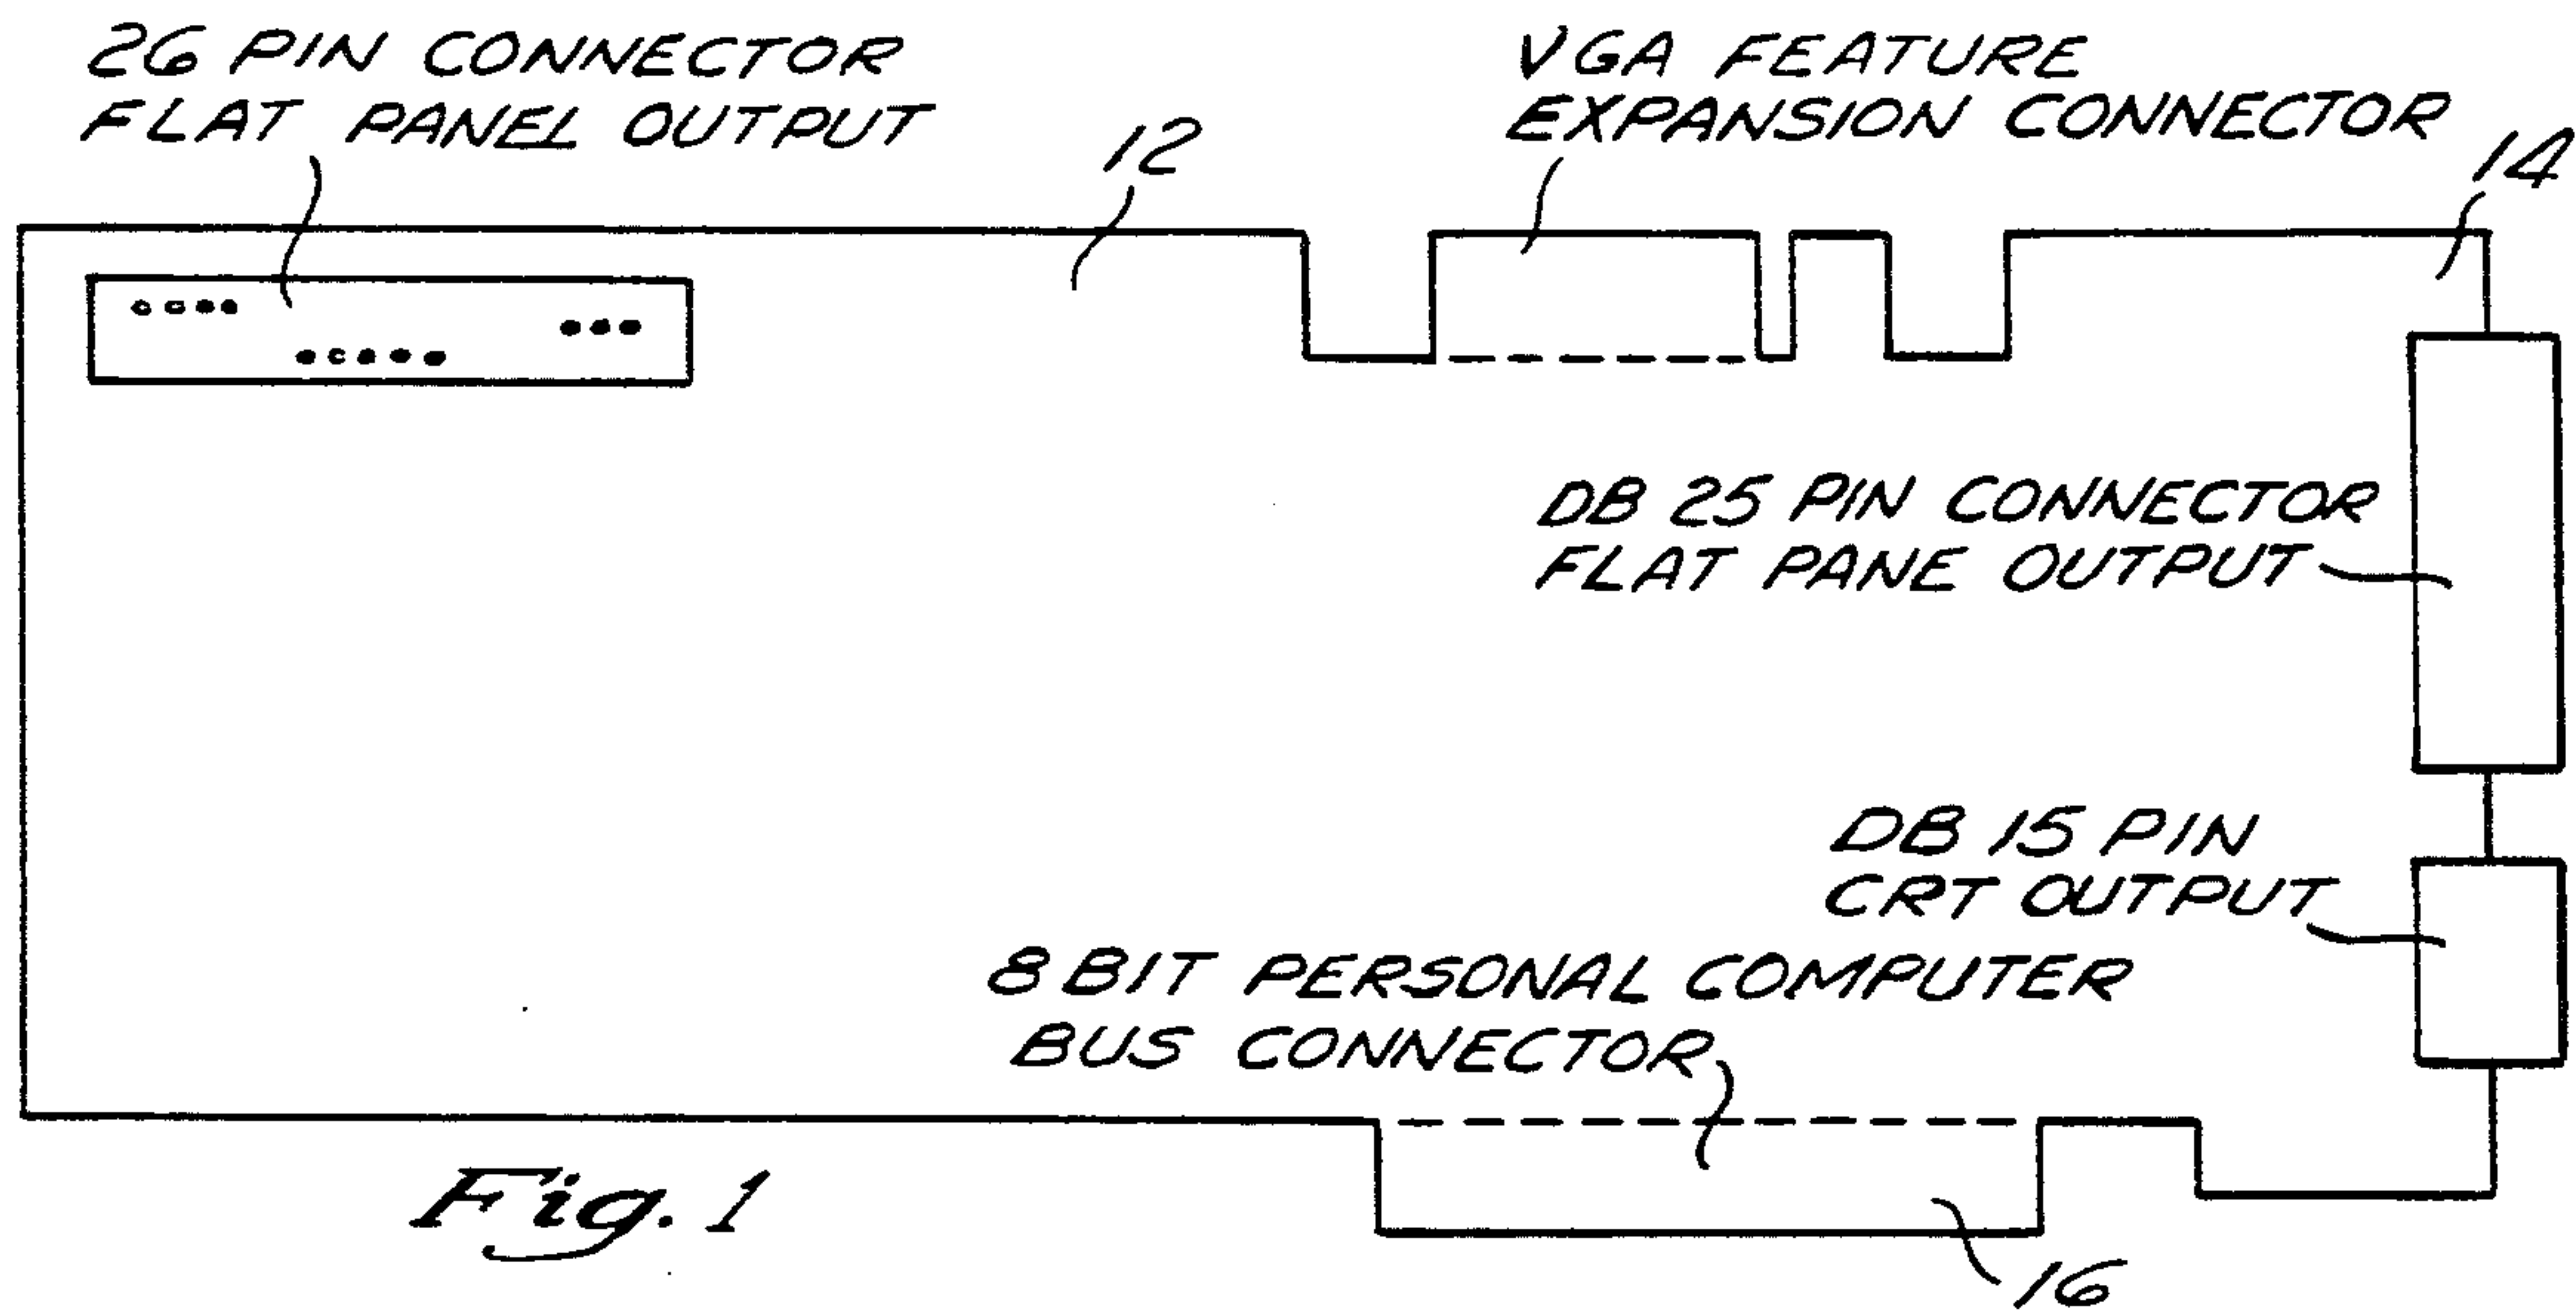 26 PIN CONNECTOR
FLAT PANEL OUTPUT
12
VGA FEATURE
EXPANSION CONNECTOR
14
DB 25 PIN CONNECTOR
FLAT PANE OUTPUT
DB 15 PIN
CRT OUTPUT
8 BIT PERSONAL COMPUTER
BUS CONNECTOR
16
Fig. 1